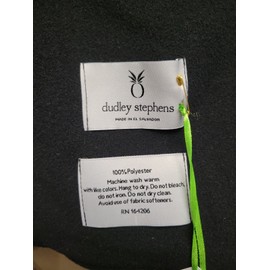 dudley stephens
MADE IN EL SALVADOR
100% Polyester
Machine wash warm
with like colors. Hang to dry. Do not bleach,
do not iron. Do not dry clean.
Avoid use of fabric softeners.
RN 164206